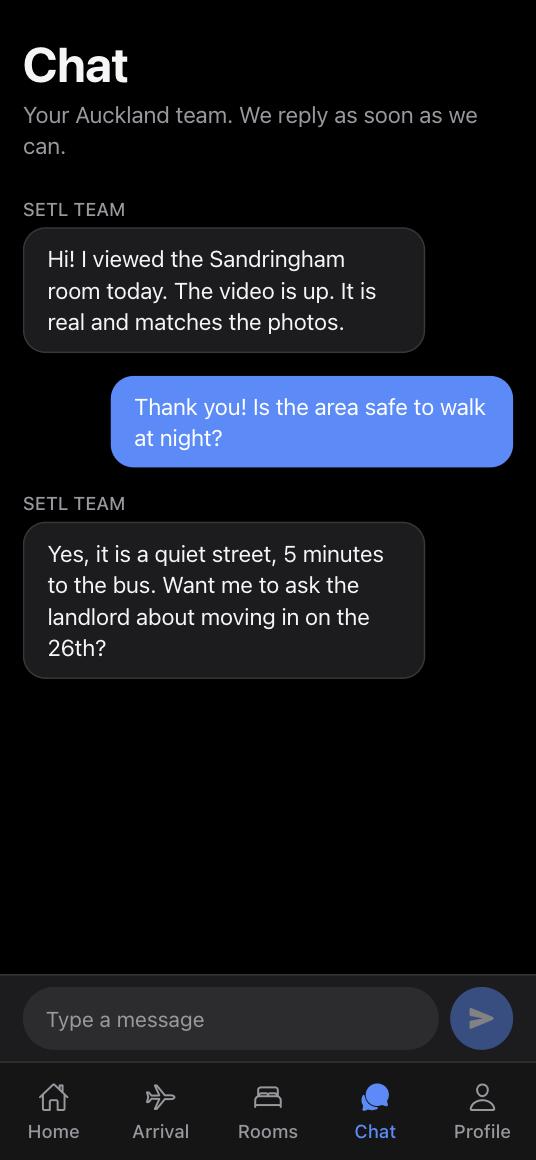 Chat
Your Auckland team. We reply as soon as we
can.
SETL TEAM
Hi! I viewed the Sandringham
room today. The video is up. It is
real and matches the photos.
Thank you! Is the area safe to walk
at night?
SETL TEAM
Yes, it is a quiet street, 5 minutes
to the bus. Want me to ask the
landlord about moving in on the
26th?
Type a message
Home Arrival Rooms Chat Profile